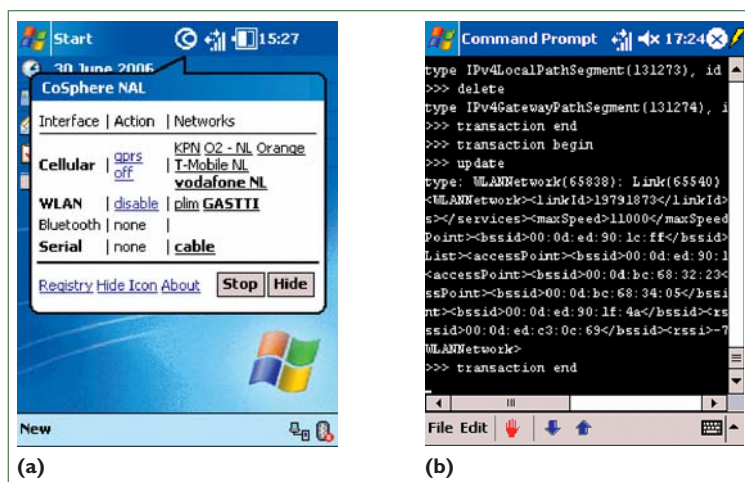 Start 15:27
30 June 2006
CoSphere NAL
Interface | Action | Networks
Cellular | gprs off | KPN O2 - NL Orange T-Mobile NL vodafone NL
WLAN | disable | plim GASTTI
Bluetooth | none |
Serial | none | cable
Registry Hide Icon About Stop Hide
New
(a)
Command Prompt 17:24
type IPv4LocalPathSegment(131273), id
>>> delete
type IPv4GatewayPathSegment(131274), i
>>> transaction end
>>> transaction begin
>>> update
type: WLANNetwork(65838): Link(65540)
<WLANNetwork><linkId>19791873</linkId>
s></services><maxSpeed>11000</maxSpeed
Point><bssid>00:0d:ed:90:1c:ff</bssid>
List><accessPoint><bssid>00:0d:ed:90:1
<accessPoint><bssid>00:0d:bc:68:32:23<
ssPoint><bssid>00:0d:bc:68:34:05</bssi
nt><bssid>00:0d:ed:90:1f:4a</bssid><rs
ssid>00:0d:ed:c3:0c:69</bssid><rssi>-7
WLANNetwork>
>>> transaction end
File Edit
(b)